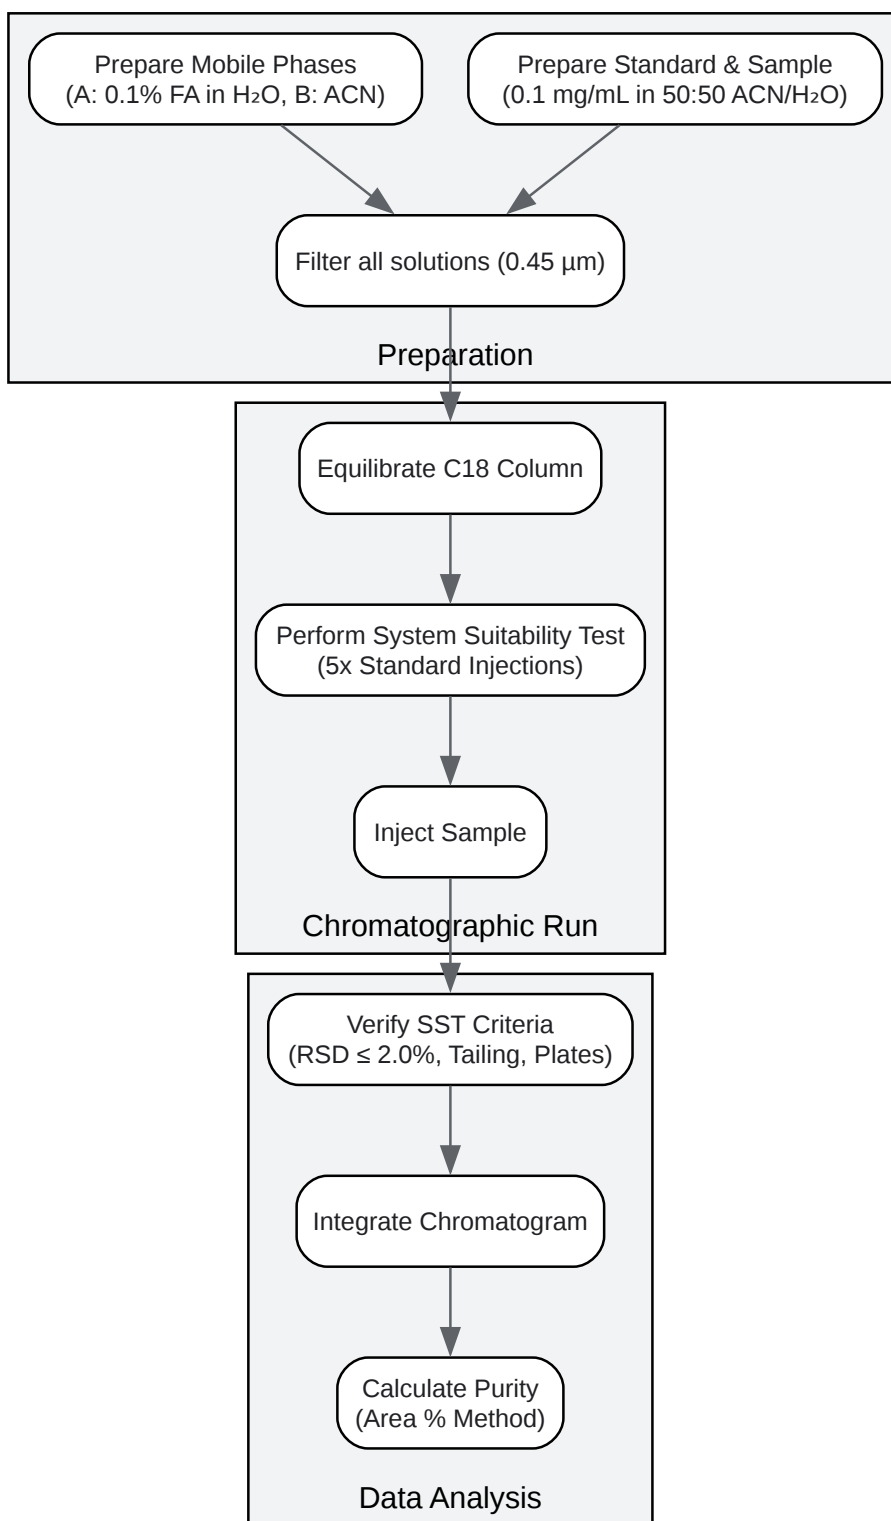 Prepare Mobile Phases
(A: 0.1% FA in H₂O, B: ACN)
Prepare Standard & Sample
(0.1 mg/mL in 50:50 ACN/H₂O)
Filter all solutions (0.45 µm)
Preparation
Equilibrate C18 Column
Perform System Suitability Test
(5x Standard Injections)
Inject Sample
Chromatographic Run
Verify SST Criteria
(RSD ≤ 2.0%, Tailing, Plates)
Integrate Chromatogram
Calculate Purity
(Area % Method)
Data Analysis